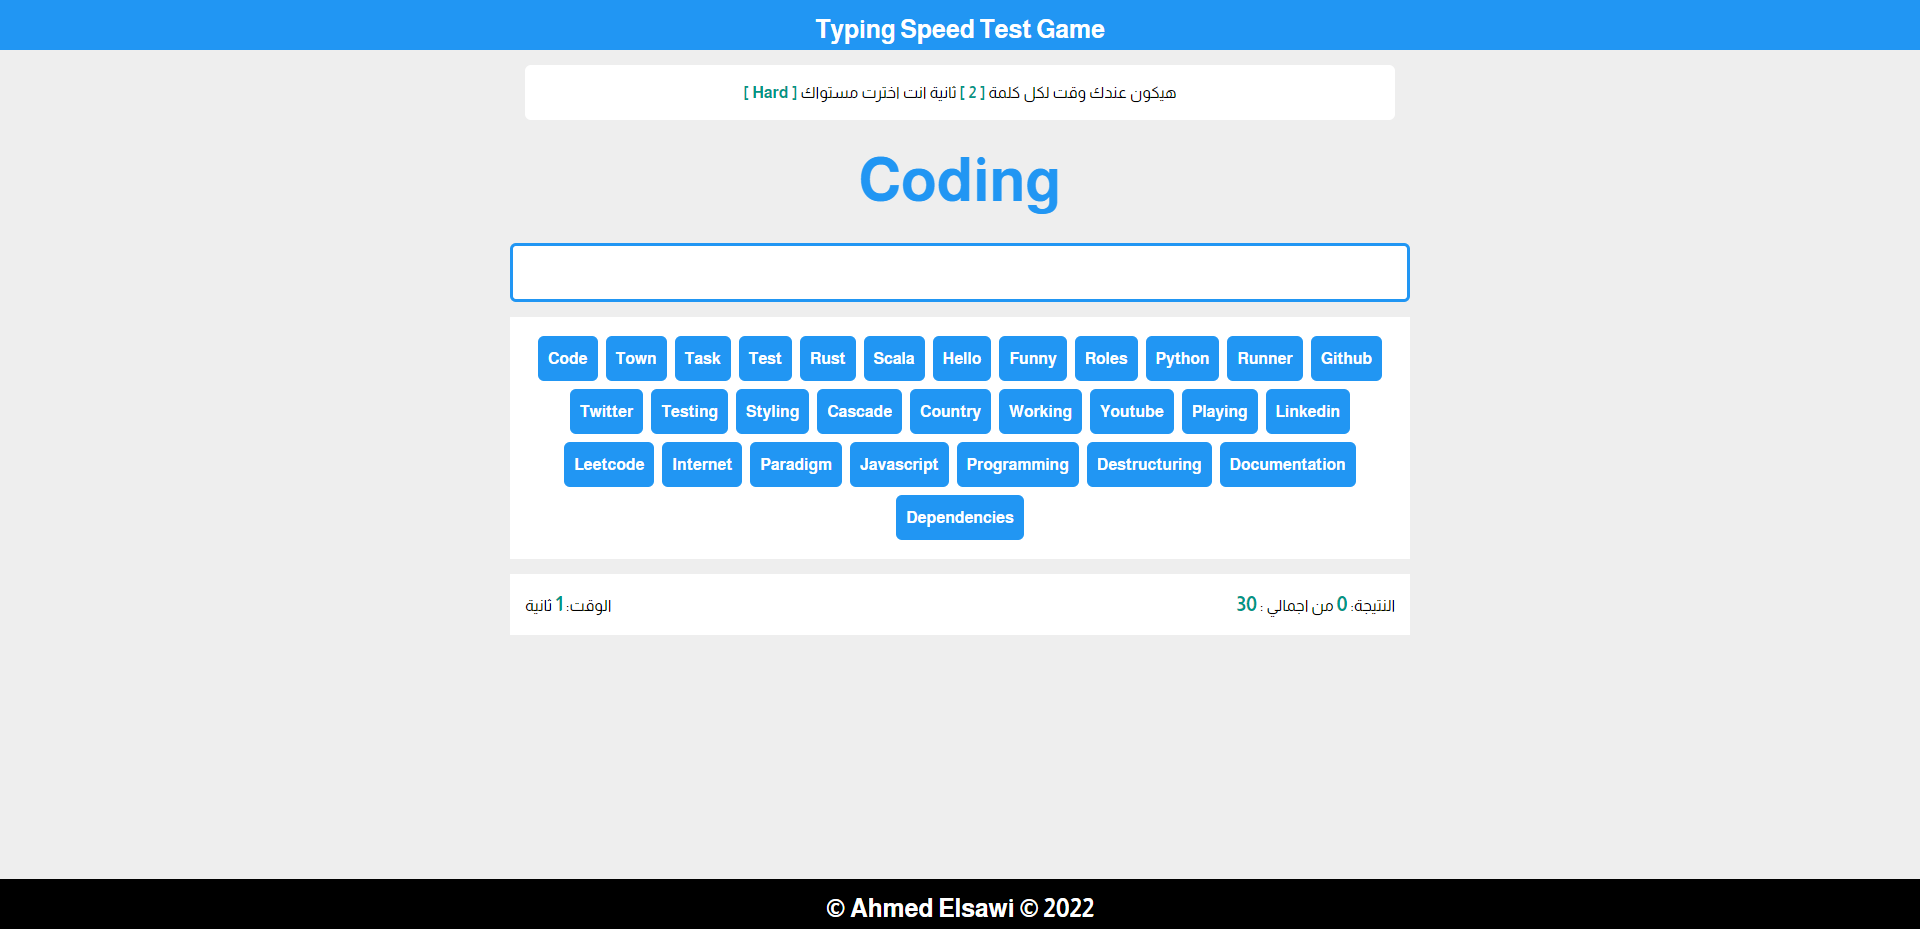 Typing Speed Test Game
هيكون عندك وقت لكل كلمة [ 2 ] ثانية انت اخترت مستواك [ Hard ]
Coding
Code Town Task Test Rust Scala Hello Funny Roles Python Runner Github
Twitter Testing Styling Cascade Country Working Youtube Playing Linkedin
Leetcode Internet Paradigm Javascript Programming Destructuring Documentation
Dependencies
النتيجة: 0 من اجمالي : 30
الوقت: 1 ثانية
© Ahmed Elsawi © 2022